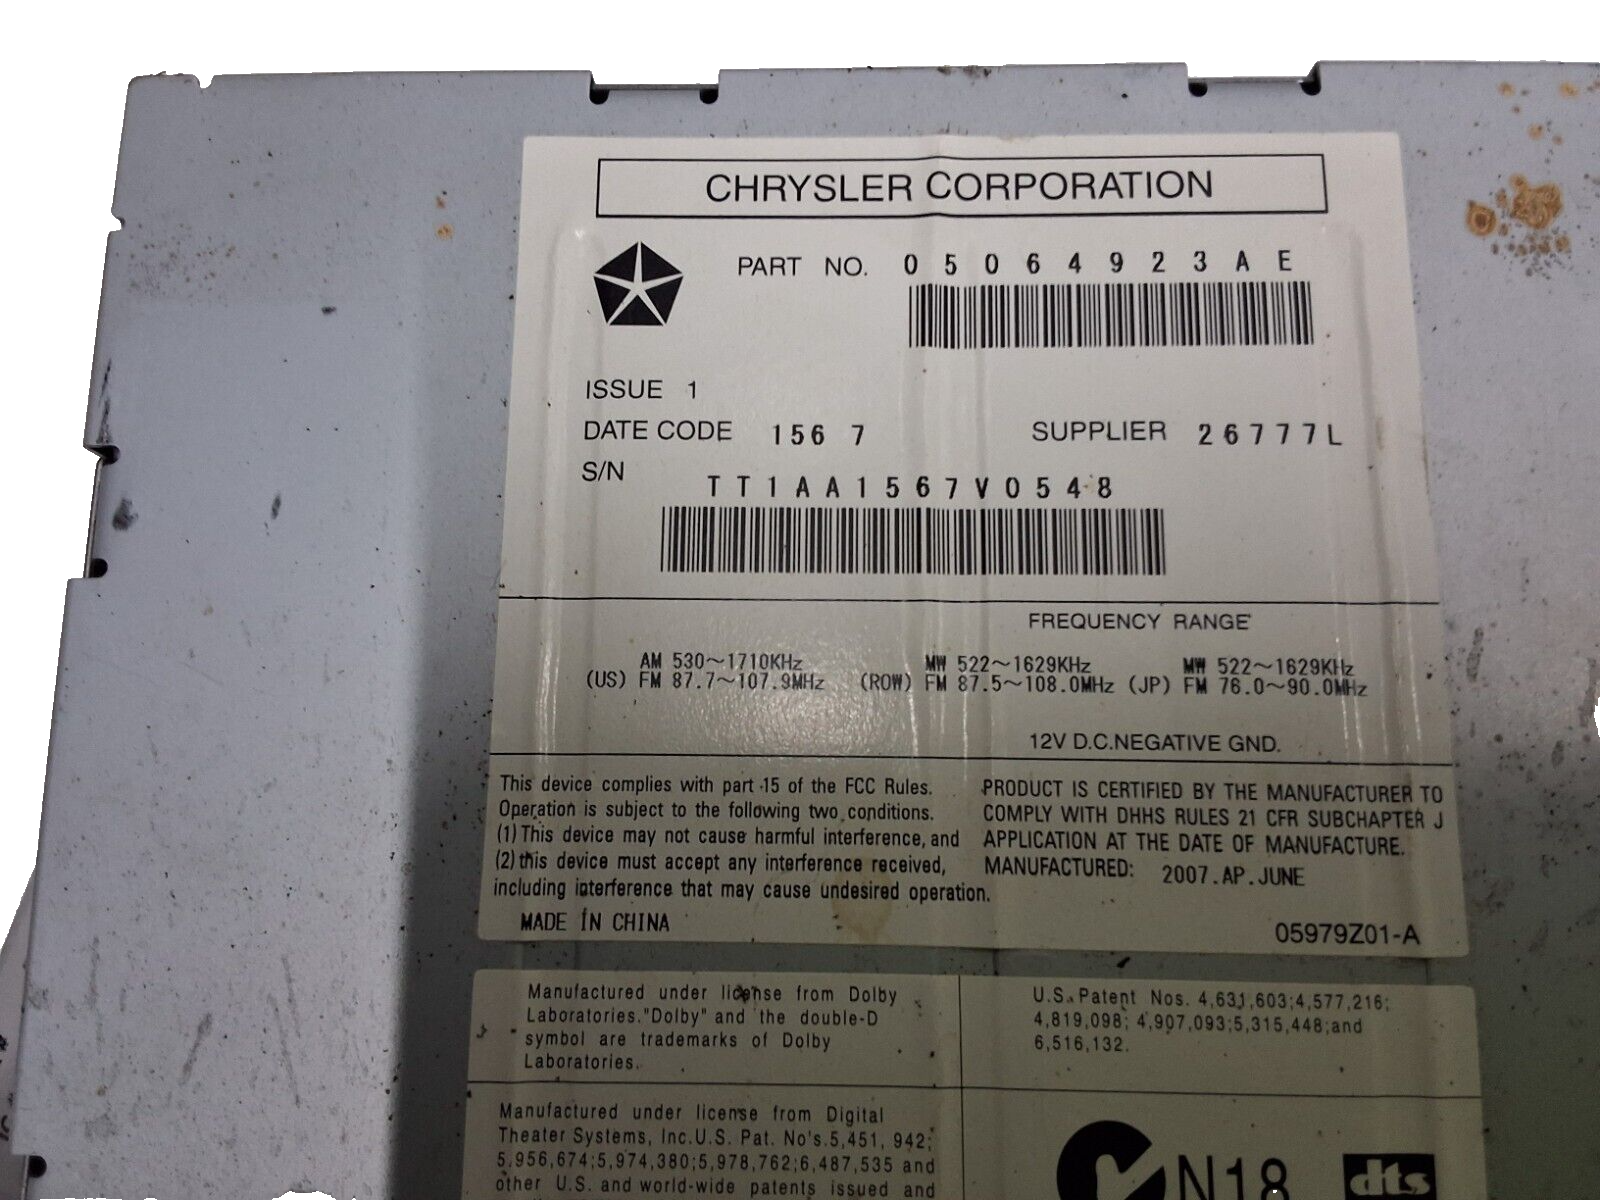 CHRYSLER CORPORATION
PART NO. 05064923AE
ISSUE 1
DATE CODE 156 7 SUPPLIER 26777L
S/N TT1AA1567V0548
FREQUENCY RANGE
AM 530~1710KHz MW 522~1629KHz MW 522~1629KHz
(US) FM 87.7~107.9MHz (ROW) FM 87.5~108.0MHz (JP) FM 76.0~90.0MHz
12V D.C.NEGATIVE GND.
This device complies with part 15 of the FCC Rules.
Operation is subject to the following two conditions.
(1)This device may not cause harmful interference, and
(2)this device must accept any interference received,
including interference that may cause undesired operation.
MADE IN CHINA
PRODUCT IS CERTIFIED BY THE MANUFACTURER TO
COMPLY WITH DHHS RULES 21 CFR SUBCHAPTER J
APPLICATION AT THE DATE OF MANUFACTURE.
MANUFACTURED: 2007.AP.JUNE
05979Z01-A
Manufactured under license from Dolby
Laboratories."Dolby" and the double-D
symbol are trademarks of Dolby
Laboratories.
U.S. Patent Nos. 4,631,603;4,577,216;
4,819,098; 4,907,093;5,315,448;and
6,516,132.
Manufactured under license from Digital
Theater Systems, Inc.U.S. Pat. No's.5,451, 942;
5,956,674;5,974,380;5,978,762;6,487,535 and
other U.S. and world-wide patents issued and
N18
dts